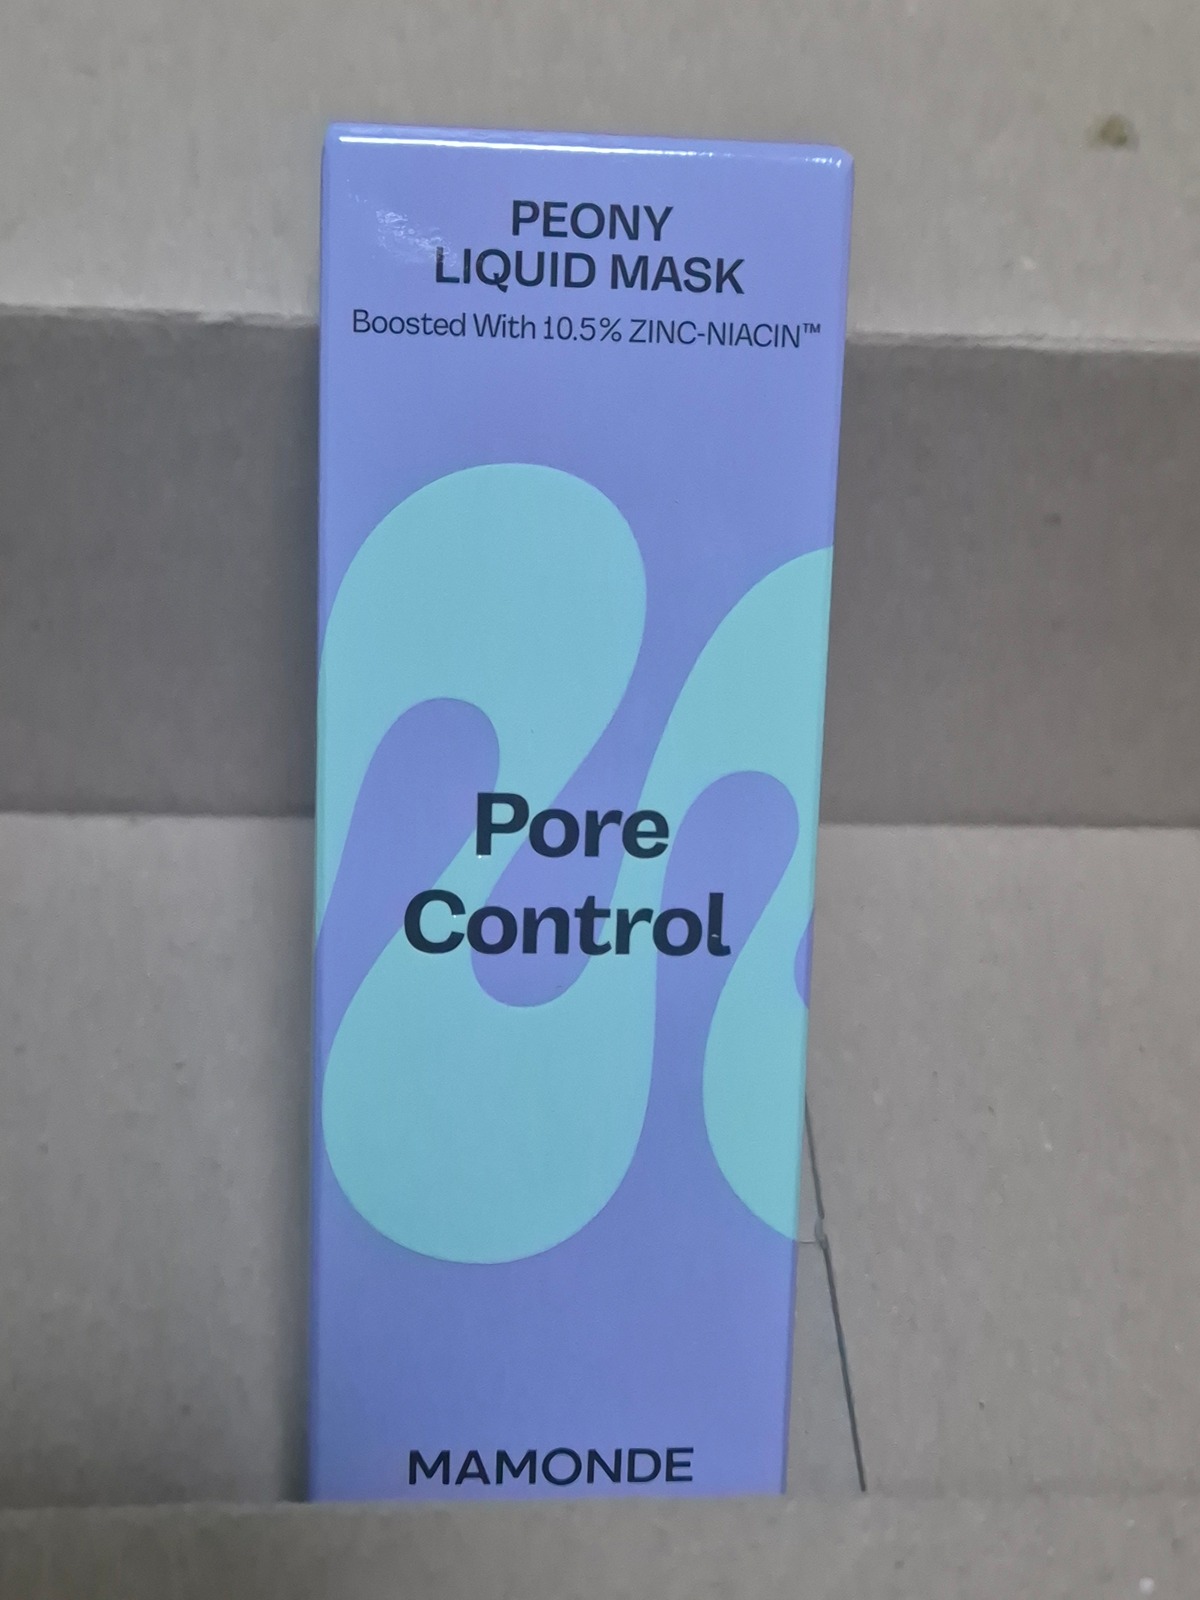 PEONY
LIQUID MASK
Boosted With 10.5% ZINC-NIACIN™
Pore
Control
MAMONDE